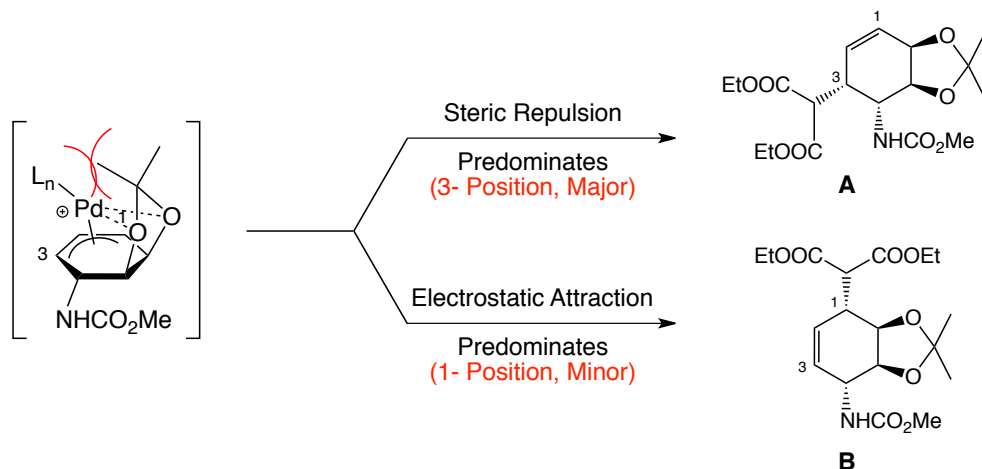 Ln
⊕
Pd
1
O
O
3
NHCO2Me
Steric Repulsion
Predominates
(3- Position, Major)
Electrostatic Attraction
Predominates
(1- Position, Minor)
1
O
O
3
EtOOC
EtOOC
NHCO2Me
A
EtOOC
COOEt
1
O
O
3
NHCO2Me
B